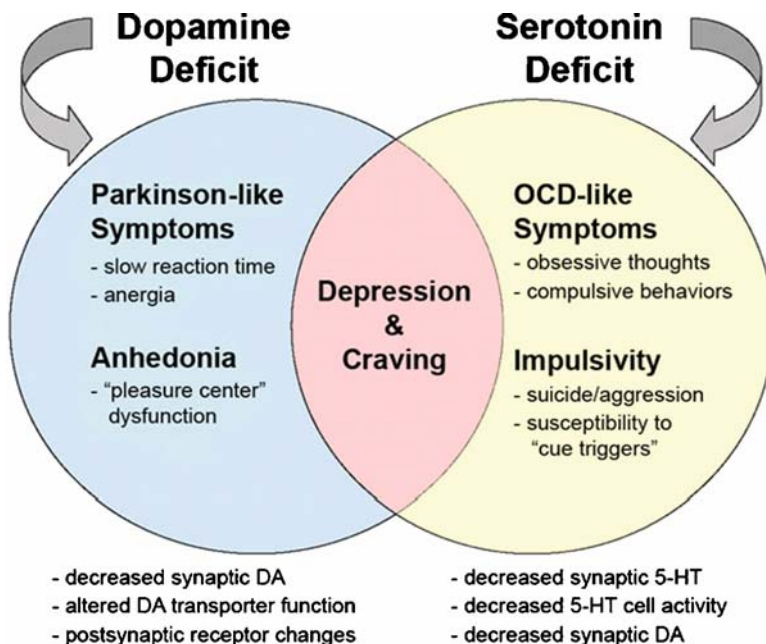 Dopamine
Deficit
Serotonin
Deficit
Parkinson-like
Symptoms
- slow reaction time
- anergia
Anhedonia
- “pleasure center”
dysfunction
Depression
&
Craving
OCD-like
Symptoms
- obsessive thoughts
- compulsive behaviors
Impulsivity
- suicide/aggression
- susceptibility to
“cue triggers”
- decreased synaptic DA
- altered DA transporter function
- postsynaptic receptor changes
- decreased synaptic 5-HT
- decreased 5-HT cell activity
- decreased synaptic DA